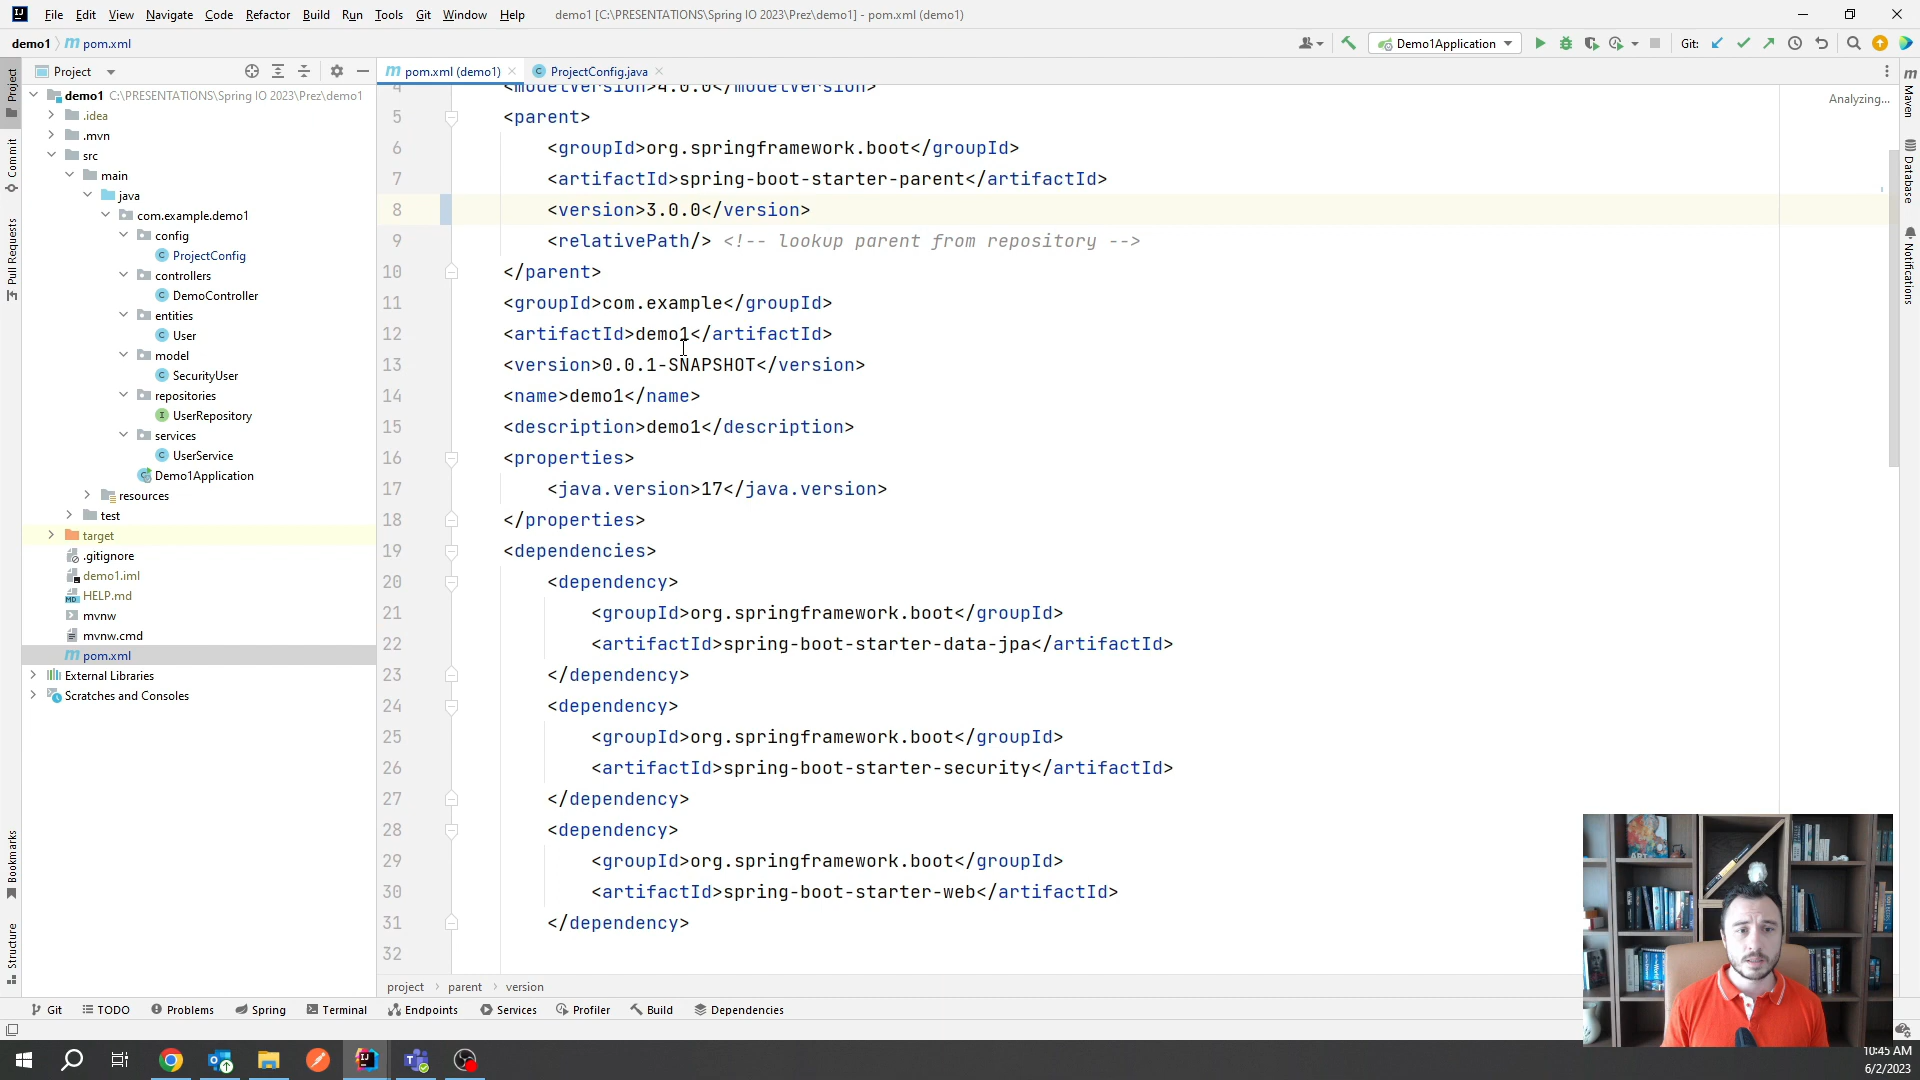 File Edit View Navigate Code Refactor Build Run Tools Git Window Help demo1 [C:\PRESENTATIONS\Spring IO 2023\Prez\demo1] - pom.xml (demo1)
demo1 pom.xml Demo1Application Git:
Project pom.xml (demo1) ProjectConfig.java
demo1 C:\PRESENTATIONS\Spring IO 2023\Prez\demo1
.idea
.mvn
src
main
java
com.example.demo1
config
ProjectConfig
controllers
DemoController
entities
User
model
SecurityUser
repositories
UserRepository
services
UserService
Demo1Application
resources
test
target
.gitignore
demo1.iml
HELP.md
mvnw
mvnw.cmd
pom.xml
External Libraries
Scratches and Consoles
Project
Commit
Pull Requests
Bookmarks
Structure
Analyzing...
4 <modelVersion>4.0.0</modelVersion>
5 <parent>
6 <groupId>org.springframework.boot</groupId>
7 <artifactId>spring-boot-starter-parent</artifactId>
8 <version>3.0.0</version>
9 <relativePath/> <!-- lookup parent from repository -->
10 </parent>
11 <groupId>com.example</groupId>
12 <artifactId>demo1</artifactId>
13 <version>0.0.1-SNAPSHOT</version>
14 <name>demo1</name>
15 <description>demo1</description>
16 <properties>
17 <java.version>17</java.version>
18 </properties>
19 <dependencies>
20 <dependency>
21 <groupId>org.springframework.boot</groupId>
22 <artifactId>spring-boot-starter-data-jpa</artifactId>
23 </dependency>
24 <dependency>
25 <groupId>org.springframework.boot</groupId>
26 <artifactId>spring-boot-starter-security</artifactId>
27 </dependency>
28 <dependency>
29 <groupId>org.springframework.boot</groupId>
30 <artifactId>spring-boot-starter-web</artifactId>
31 </dependency>
32
Maven
Database
Notifications
project parent version
Git TODO Problems Spring Terminal Endpoints Services Profiler Build Dependencies
10:45 AM
6/2/2023